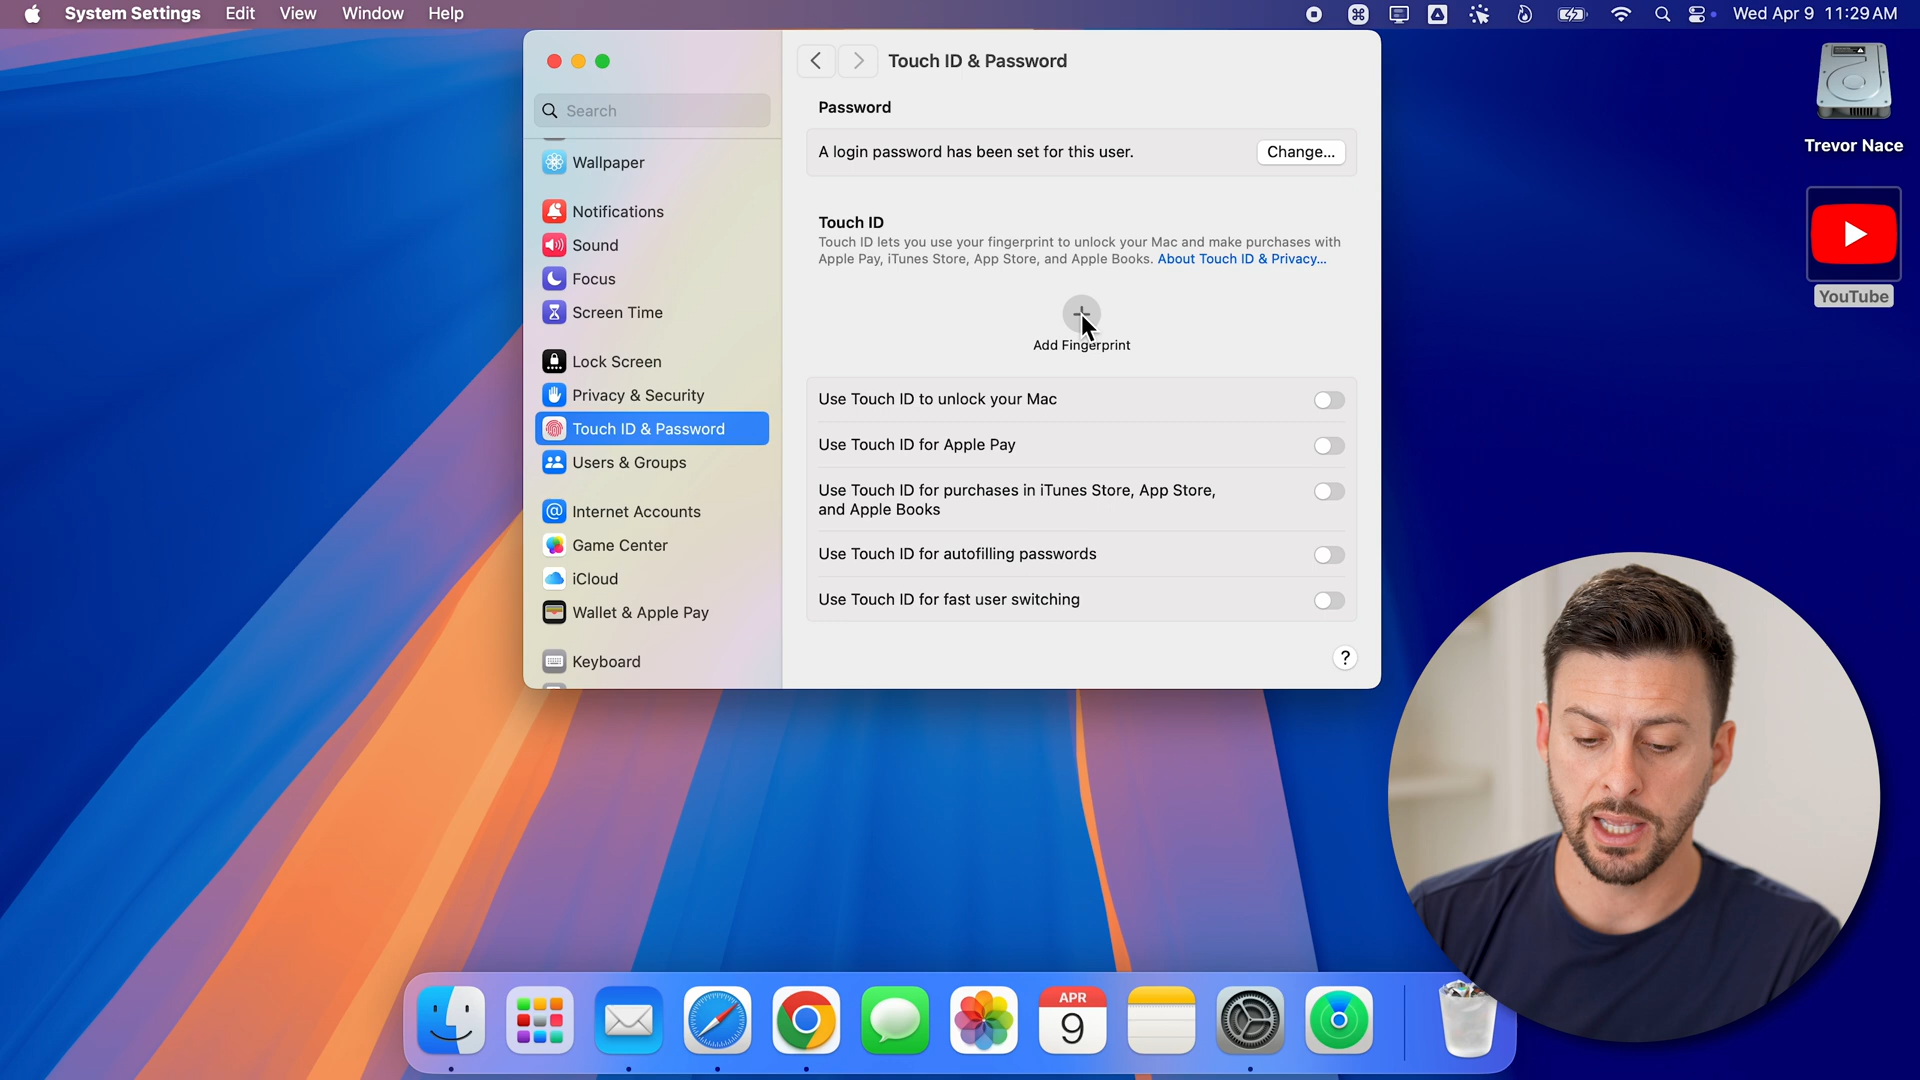 System Settings Edit View Window Help Wed Apr 9 11:29 AM
Touch ID & Password
Search
Wallpaper
Notifications
Sound
Focus
Screen Time
Lock Screen
Privacy & Security
Touch ID & Password
Users & Groups
Internet Accounts
Game Center
iCloud
Wallet & Apple Pay
Keyboard
Password
A login password has been set for this user. Change...
Touch ID
Touch ID lets you use your fingerprint to unlock your Mac and make purchases with
Apple Pay, iTunes Store, App Store, and Apple Books. About Touch ID & Privacy...
Add Fingerprint
Use Touch ID to unlock your Mac
Use Touch ID for Apple Pay
Use Touch ID for purchases in iTunes Store, App Store,
and Apple Books
Use Touch ID for autofilling passwords
Use Touch ID for fast user switching
?
Trevor Nace
YouTube
APR
9